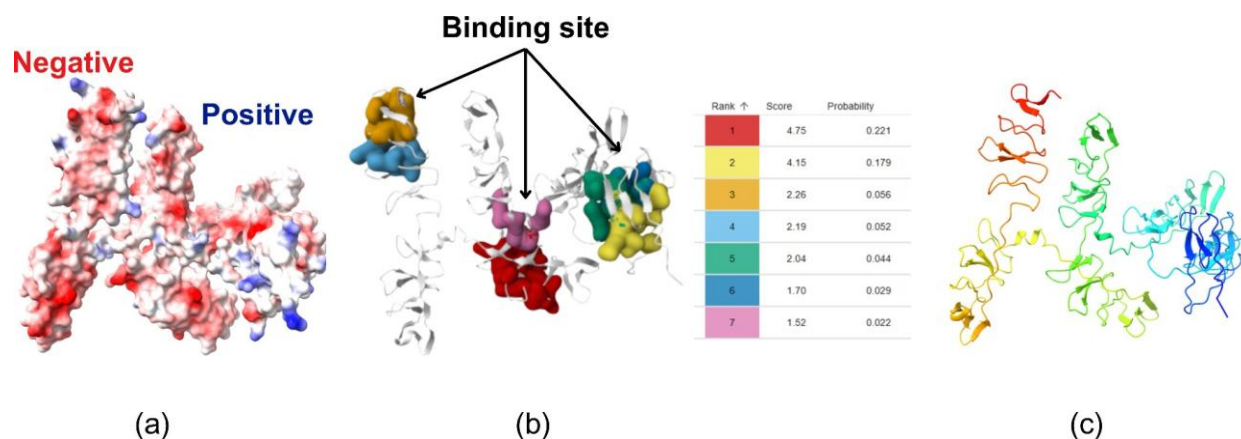 Binding site
Negative
Positive
Rank ↑ Score Probability
1 4.75 0.221
2 4.15 0.179
3 2.26 0.056
4 2.19 0.052
5 2.04 0.044
6 1.70 0.029
7 1.52 0.022
(a) (b) (c)